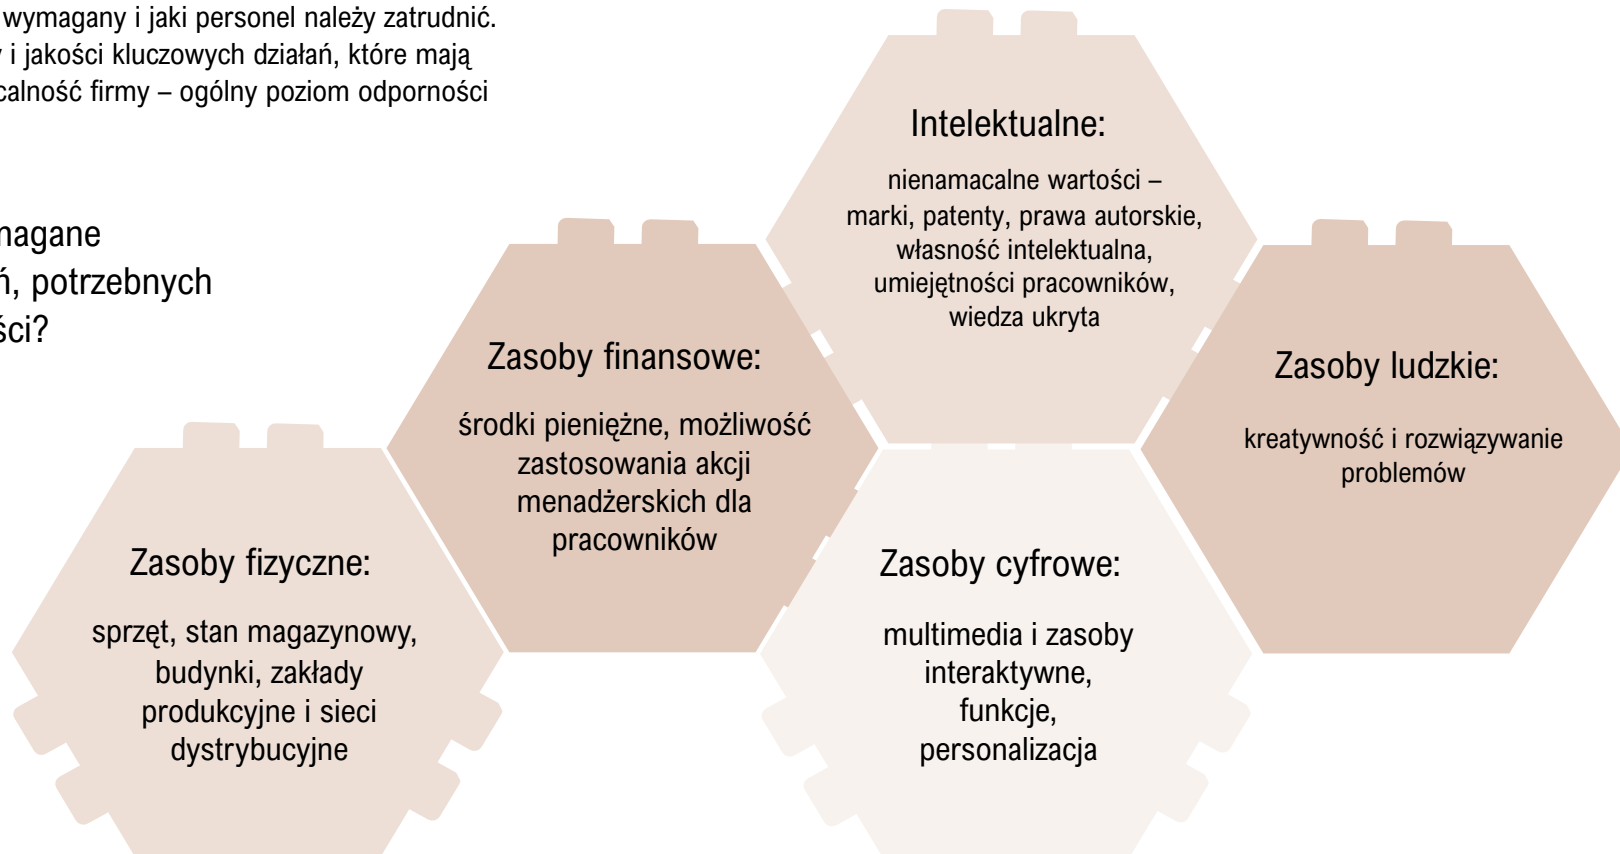 wymagany i jaki personel należy zatrudnić.
i jakości kluczowych działań, które mają
firmy – ogólny poziom odporności
potrzebnych
Intelektualne:
nienamacalne wartości –
marki, patenty, prawa autorskie,
własność intelektualna,
umiejętności pracowników,
wiedza ukryta
Zasoby finansowe:
środki pieniężne, możliwość
zastosowania akcji
menadżerskich dla
pracowników
Zasoby ludzkie:
kreatywność i rozwiązywanie
problemów
Zasoby fizyczne:
sprzęt, stan magazynowy,
budynki, zakłady
produkcyjne i sieci
dystrybucyjne
Zasoby cyfrowe:
multimedia i zasoby
interaktywne,
funkcje,
personalizacja